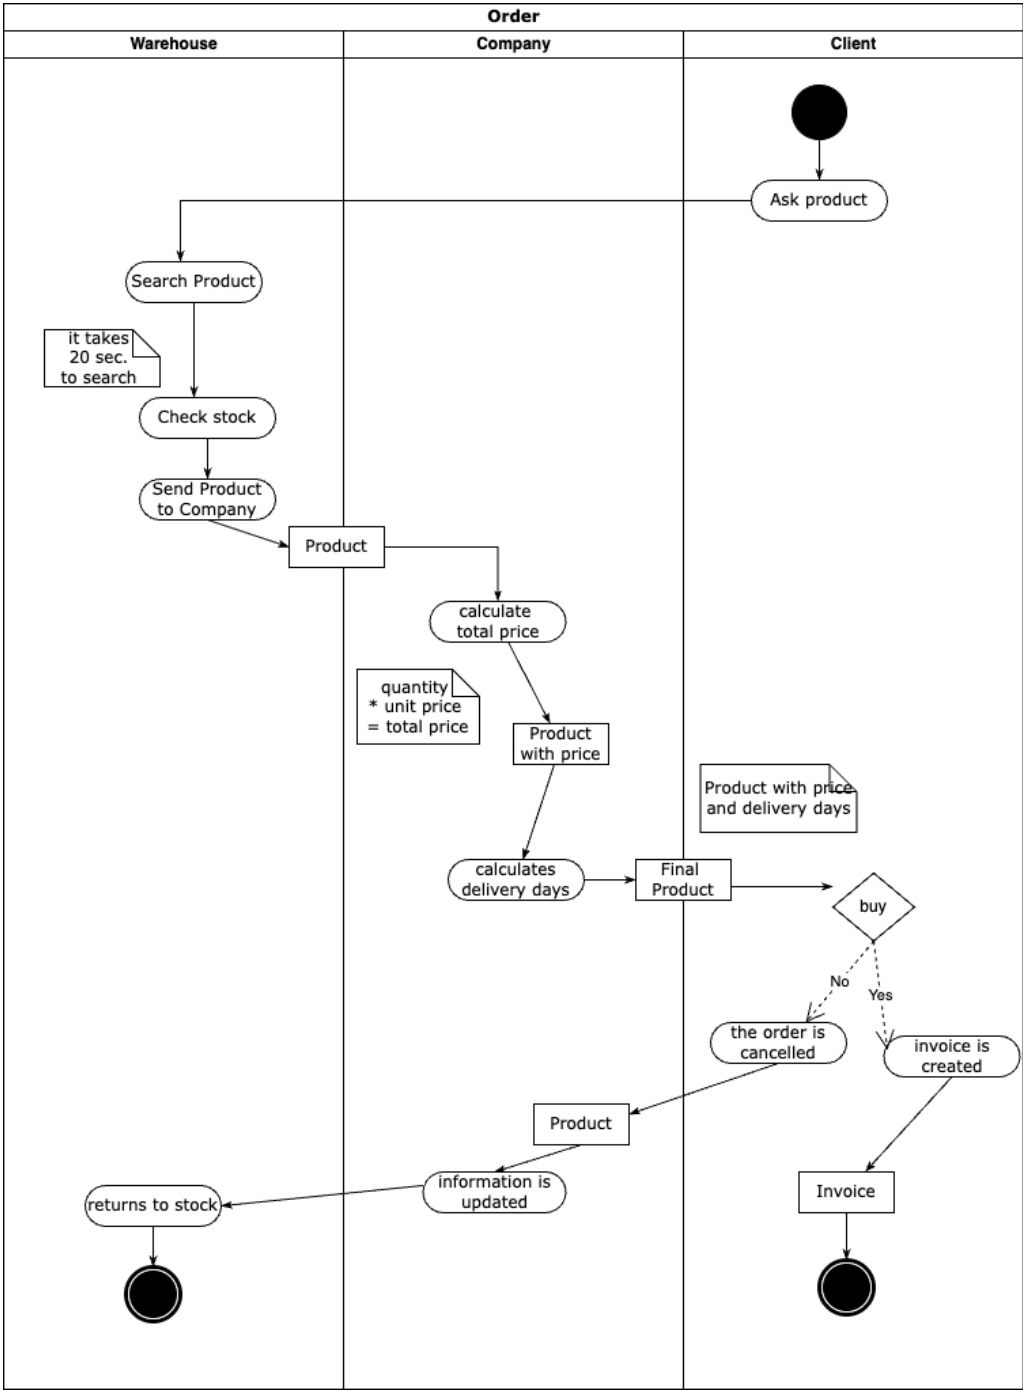 Order
Warehouse
Company
Client
Ask product
Search Product
it takes
20 sec.
to search
Check stock
Send Product
to Company
Product
calculate
total price
quantity
* unit price
= total price
Product
with price
Product with price
and delivery days
calculates
delivery days
Final
Product
buy
No
Yes
the order is
cancelled
invoice is
created
Product
information is
updated
returns to stock
Invoice